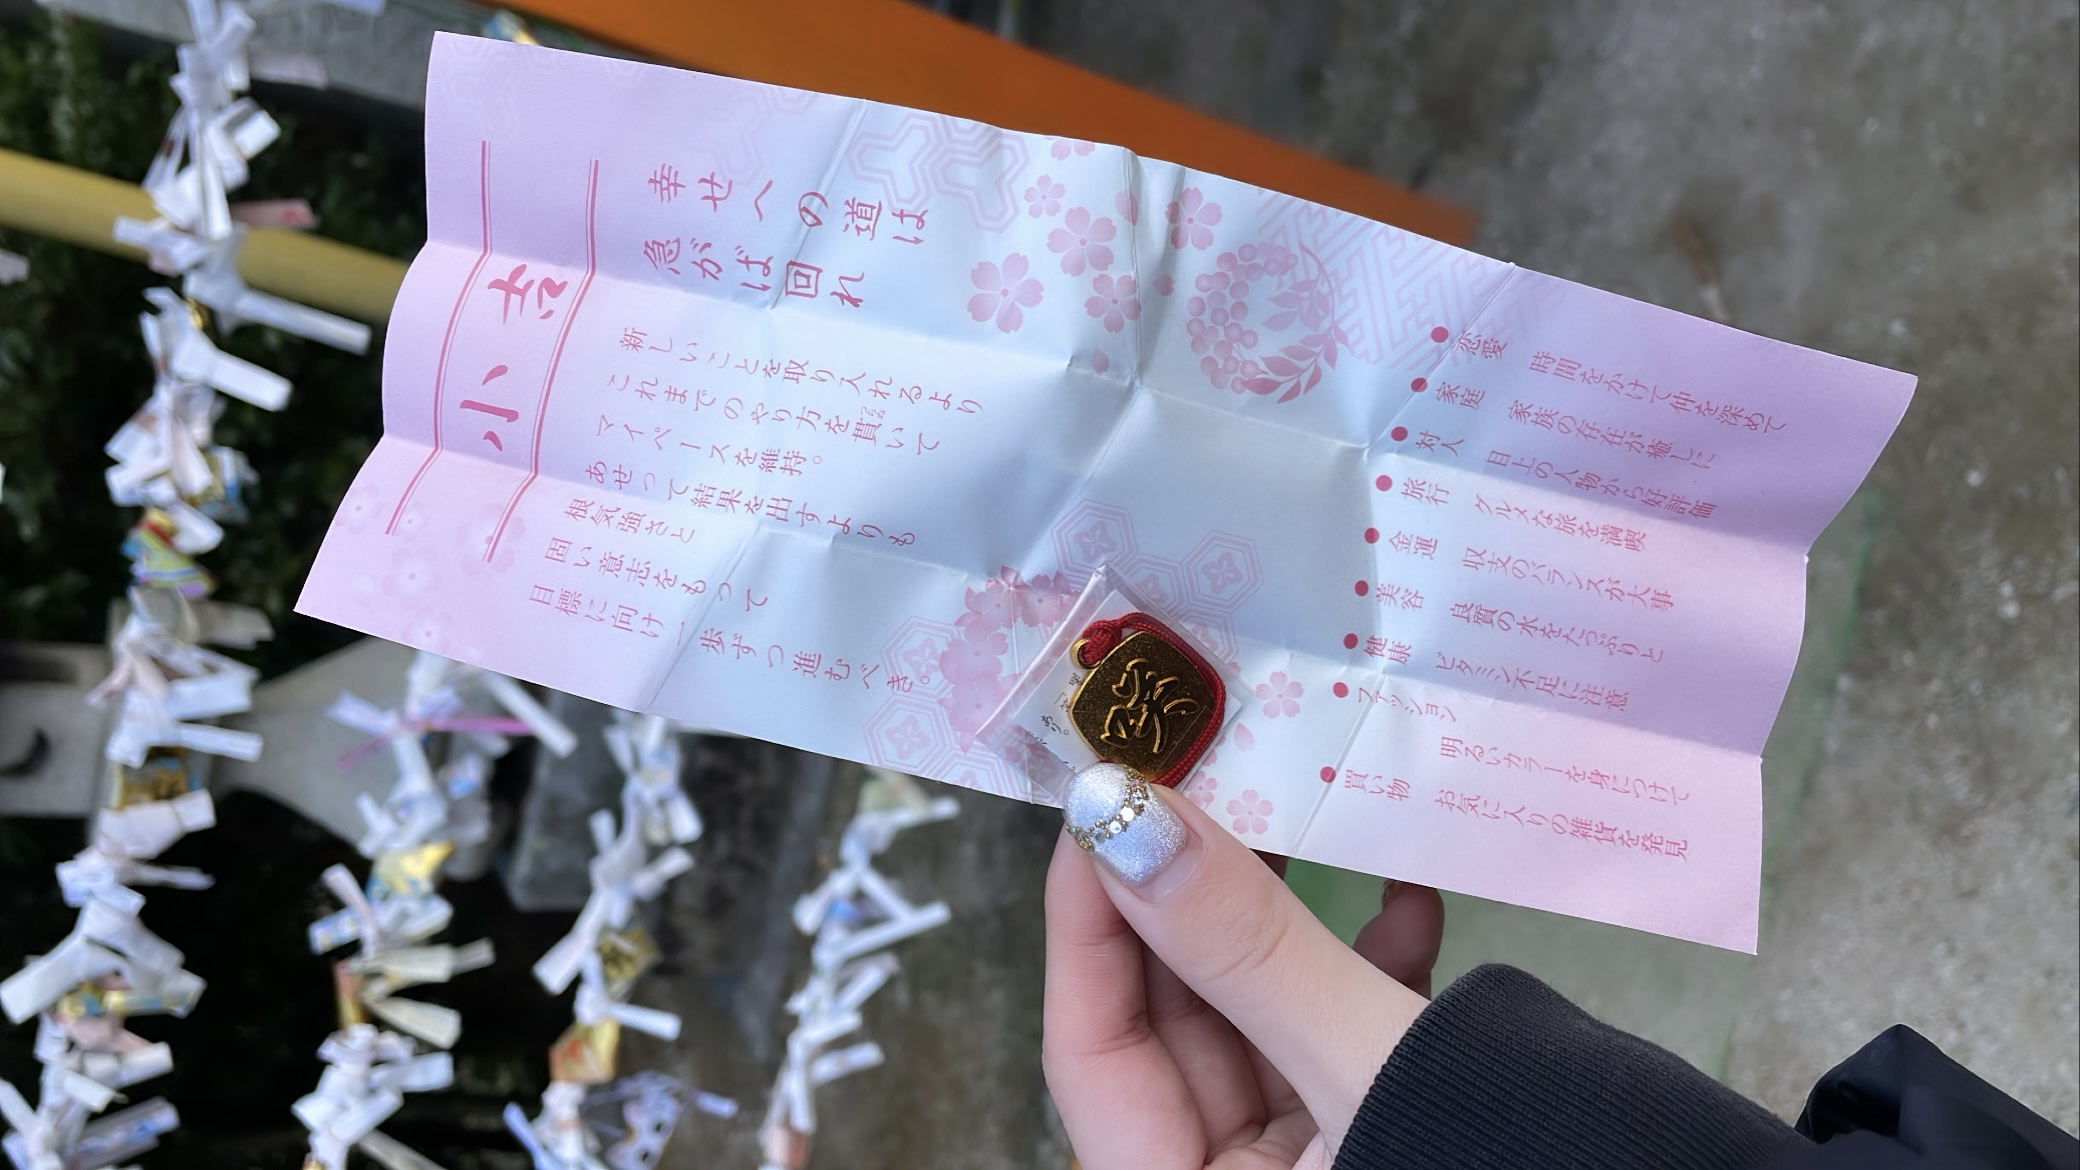 小吉
幸せへの道は
急がば回れ
新しいことを取り入れるより
これまでのやり方を貫いて
マイペースを維持。
あせって結果を出すよりも
根気強さと
固い意志をもって
目標に向け一歩ずつ進むべき。
●恋愛 時間をかけて仲を深めて
●家庭 家族の存在が癒しに
●対人 目上の人物から好評価
●旅行 グルメな旅を満喫
●金運 収支のバランスが大事
●美容 良質の水をたっぷりと
●健康 ビタミン不足に注意
●ファッション 明るいカラーを身につけて
●買い物 お気に入りの雑貨を発見